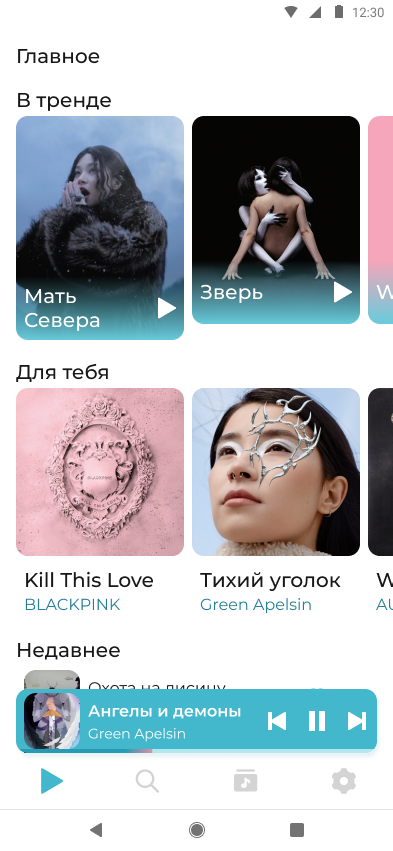 12:30
Главное
В тренде
Мать
Севера
Зверь
W
Для тебя
BLACKPINK
Kill This Love
BLACKPINK
Тихий уголок
Green Apelsin
W
AU
Недавнее
Охота на лисицу
Ангелы и демоны
Green Apelsin